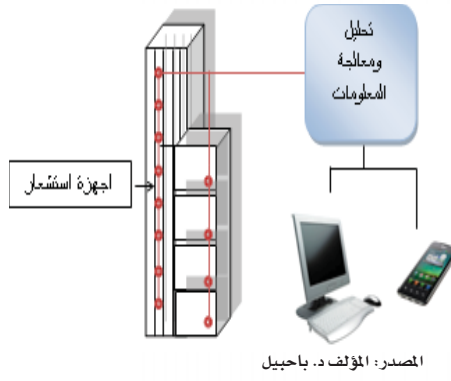 تحليل
ومعالجة
المعلومات
اجهزة استشعار
المصدر: المؤلف د. باحبيل